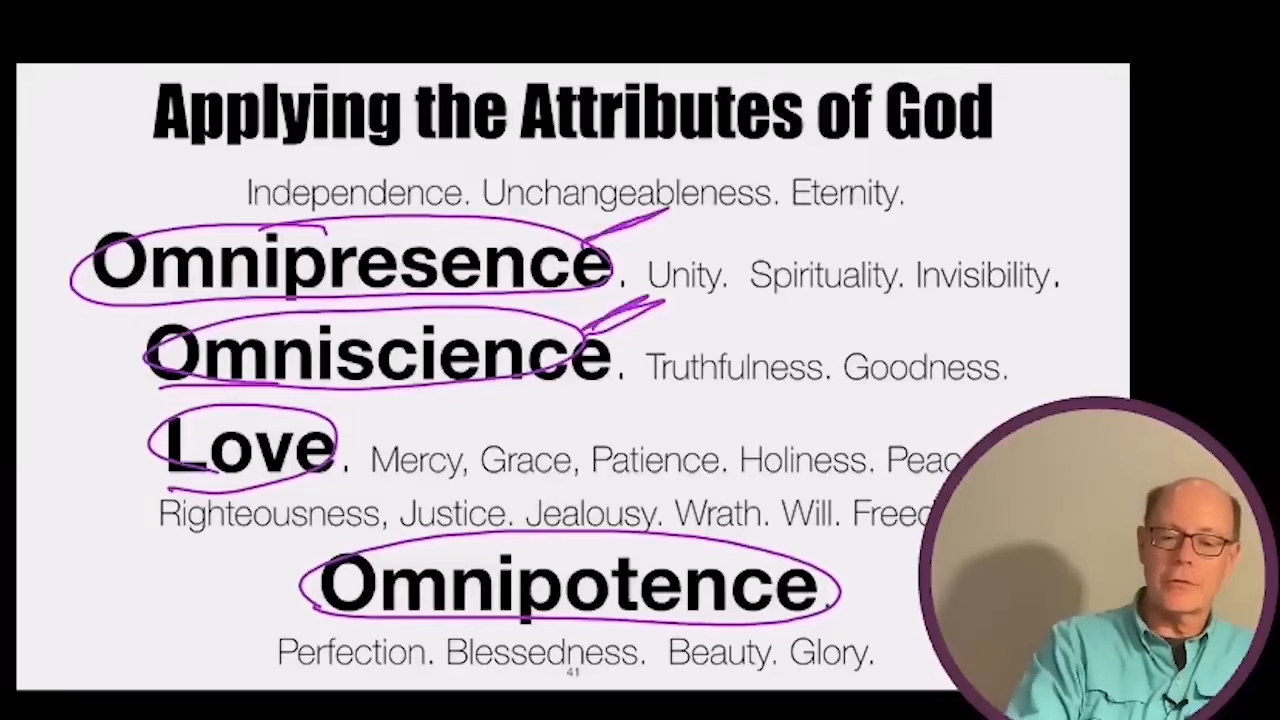 Applying the Attributes of God
Independence. Unchangeableness. Eternity.
Omnipresence. Unity. Spirituality. Invisibility.
Omniscience. Truthfulness. Goodness.
Love. Mercy, Grace, Patience. Holiness.
Righteousness, Justice. Jealousy. Wrath. Will.
Omnipotence.
Perfection. Blessedness. Beauty. Glory.
41